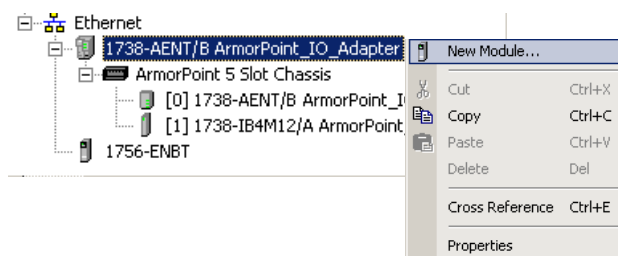 Ethernet
1738-AENT/B ArmorPoint_IO_Adapter
ArmorPoint 5 Slot Chassis
[0] 1738-AENT/B ArmorPoint_I
[1] 1738-IB4M12/A ArmorPoint_
1756-ENBT
New Module...
Cut Ctrl+X
Copy Ctrl+C
Paste Ctrl+V
Delete Del
Cross Reference Ctrl+E
Properties